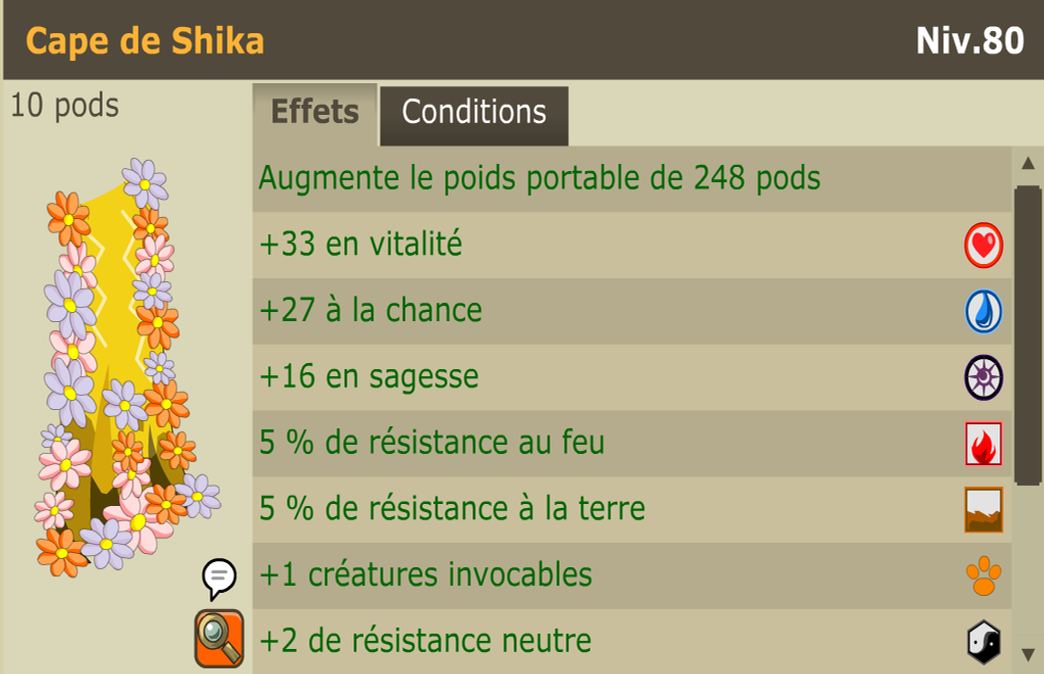 Cape de Shika
Niv.80
10 pods
Effets
Conditions
Augmente le poids portable de 248 pods
+33 en vitalité
+27 à la chance
+16 en sagesse
5 % de résistance au feu
5 % de résistance à la terre
+1 créatures invocables
+2 de résistance neutre